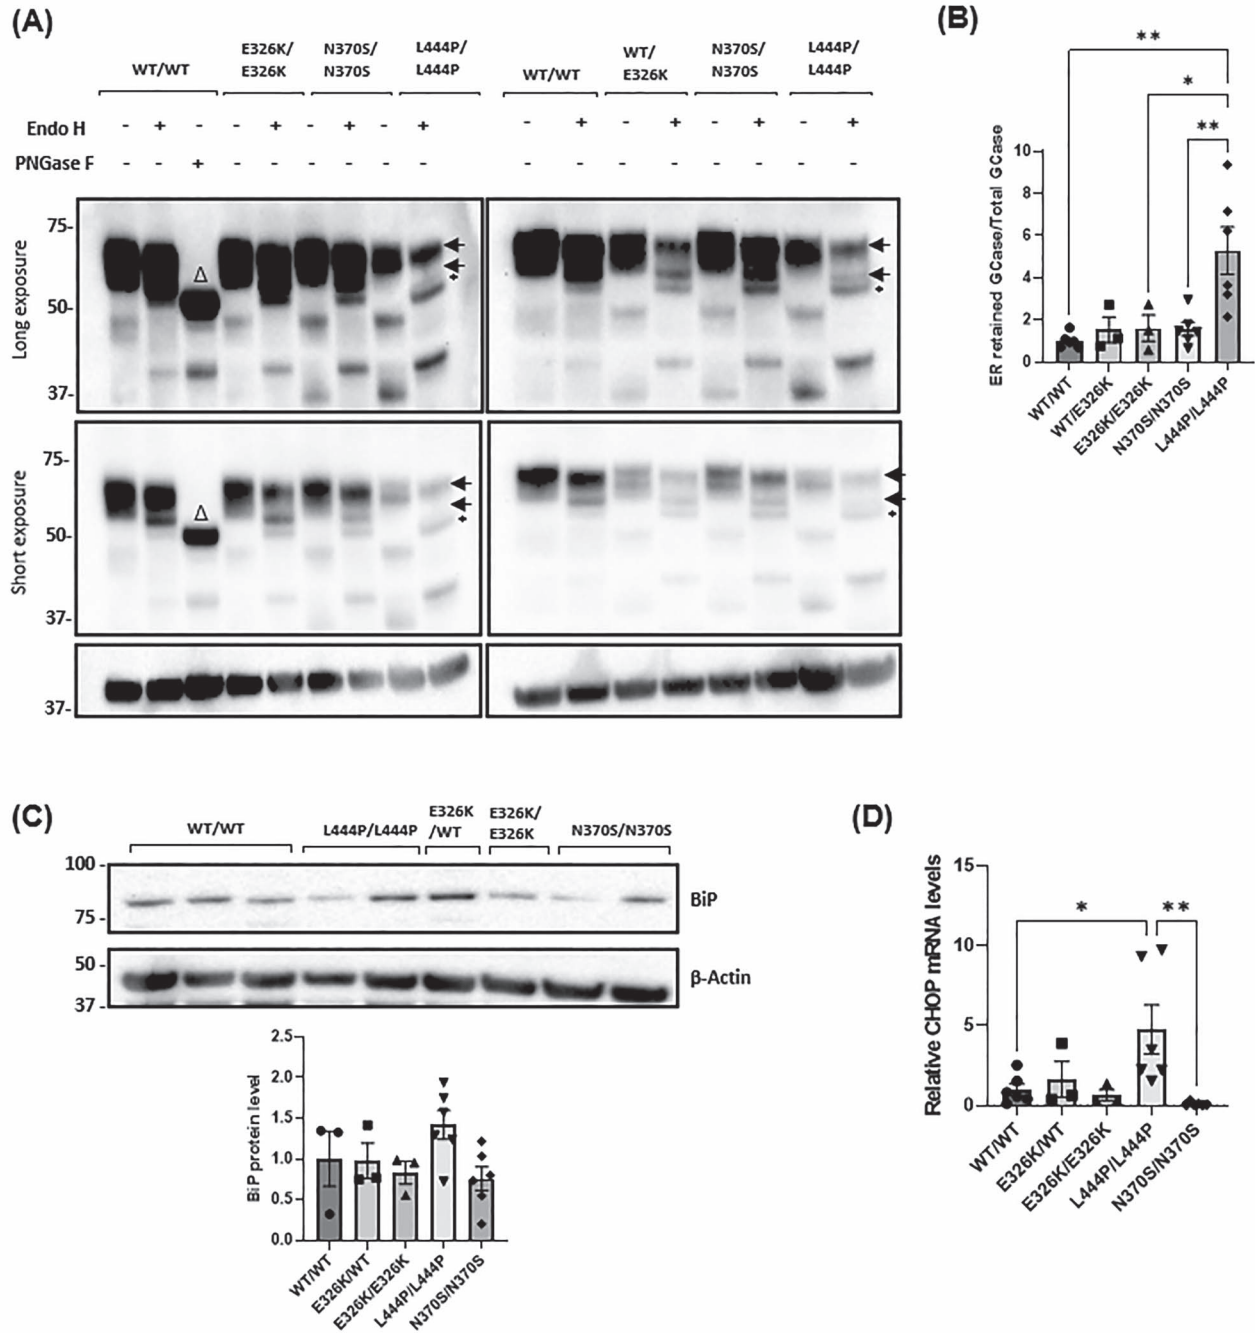 (A)
WT/WT
E326K/
E326K
N370S/
N370S
L444P/
L444P
WT/WT
WT/
E326K
N370S/
N370S
L444P/
L444P
Endo H - + - - + - + - + - + - + - + - +
PNGase F - - + - - - - - - - - - - - - - -
Long exposure
75-
50-
37-
Δ
Short exposure
75-
50-
37-
Δ
37-
(B)
**
*
**
ER retained GCase/Total GCase
10
8
6
4
2
0
WT/WT
WT/E326K
E326K/E326K
N370S/N370S
L444P/L444P
(C)
WT/WT
L444P/L444P
E326K
/WT
E326K/
E326K
N370S/N370S
100 -
75 -
BiP
50 -
37 -
β-Actin
BiP protein level
2.5
2.0
1.5
1.0
0.5
0.0
WT/WT
E326K/WT
E326K/E326K
L444P/L444P
N370S/N370S
(D)
Relative CHOP mRNA levels
15
10
5
0
*
**
WT/WT
E326K/WT
E326K/E326K
L444P/L444P
N370S/N370S